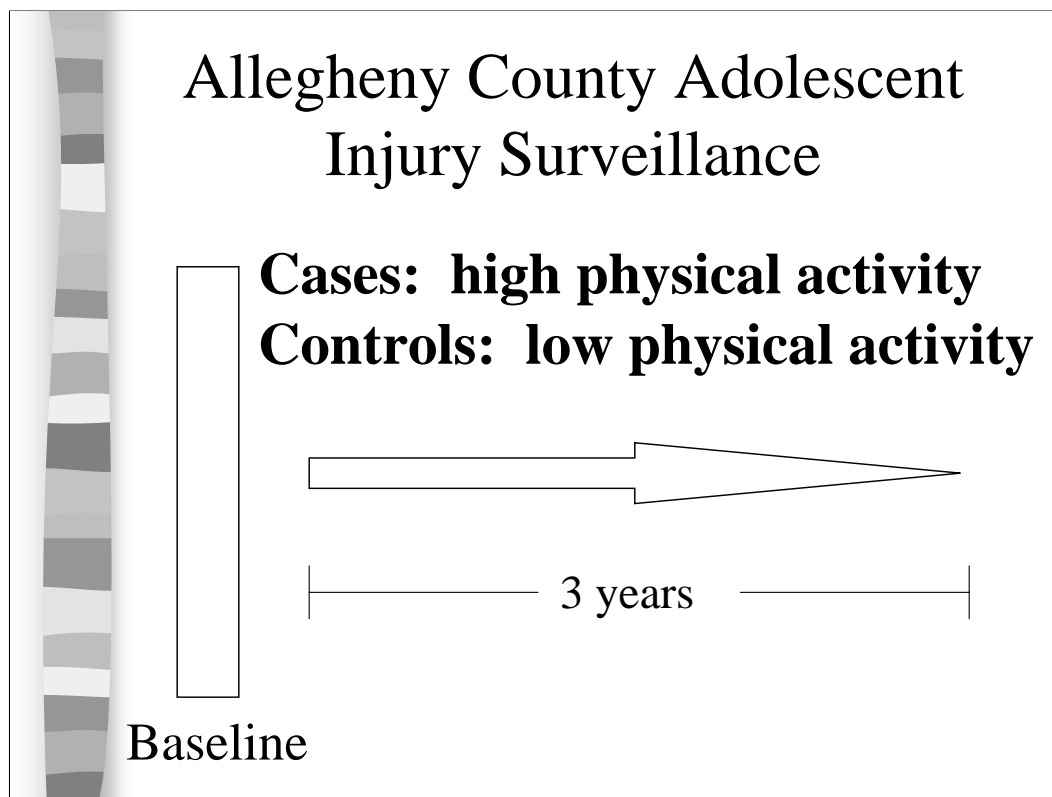 Allegheny County Adolescent
Injury Surveillance
Cases: high physical activity
Controls: low physical activity
3 years
Baseline